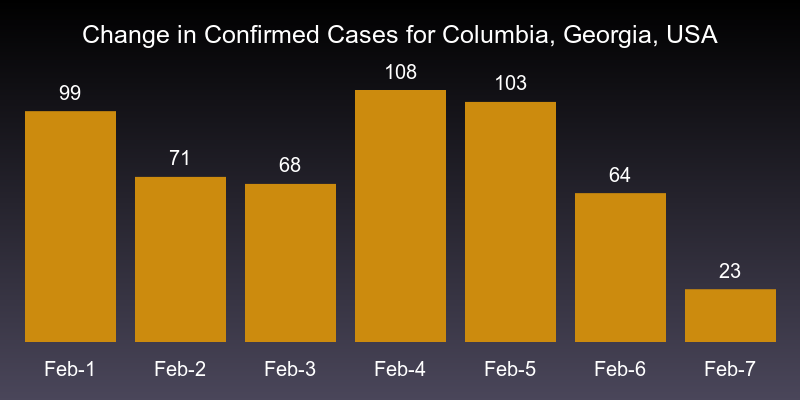 Change in Confirmed Cases for Columbia, Georgia, USA
99
71
68
108
103
64
23
Feb-1
Feb-2
Feb-3
Feb-4
Feb-5
Feb-6
Feb-7